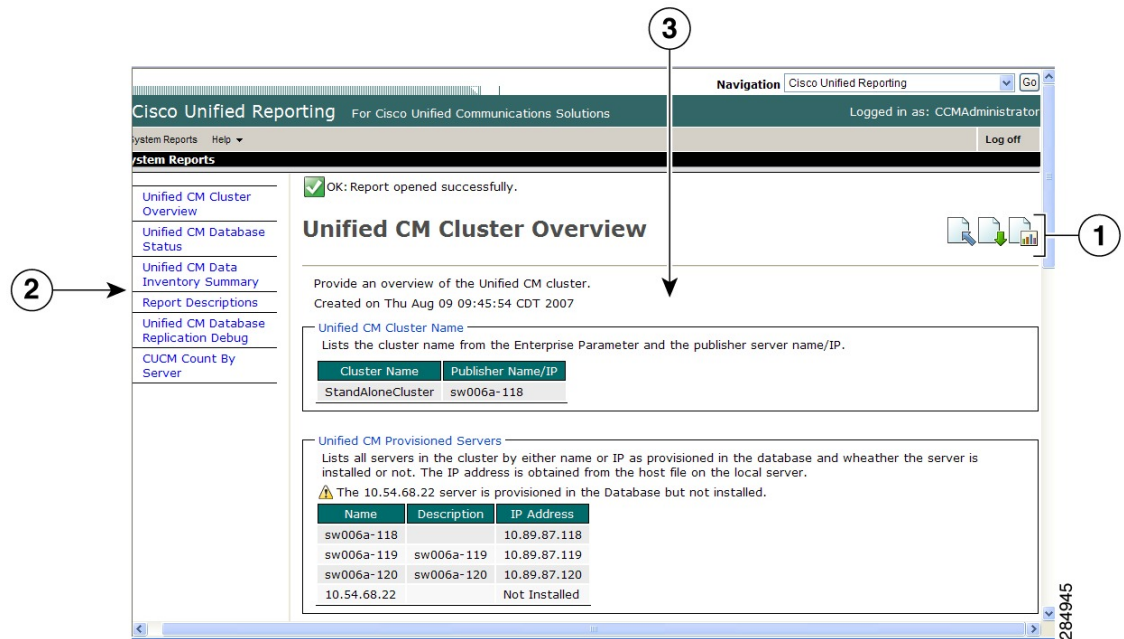 3
Navigation Cisco Unified Reporting Go
Cisco Unified Reporting For Cisco Unified Communications Solutions Logged in as: CCMAdministrator
System Reports Help Log off
ystem Reports
OK: Report opened successfully.
Unified CM Cluster
Overview
Unified CM Database
Status
Unified CM Data
Inventory Summary
Report Descriptions
Unified CM Database
Replication Debug
CUCM Count By
Server
2
Unified CM Cluster Overview
1
Provide an overview of the Unified CM cluster.
Created on Thu Aug 09 09:45:54 CDT 2007
Unified CM Cluster Name
Lists the cluster name from the Enterprise Parameter and the publisher server name/IP.
Cluster Name Publisher Name/IP
StandAloneCluster sw006a-118
Unified CM Provisioned Servers
Lists all servers in the cluster by either name or IP as provisioned in the database and wheather the server is
installed or not. The IP address is obtained from the host file on the local server.
The 10.54.68.22 server is provisioned in the Database but not installed.
Name Description IP Address
sw006a-118 10.89.87.118
sw006a-119 sw006a-119 10.89.87.119
sw006a-120 sw006a-120 10.89.87.120
10.54.68.22 Not Installed
284945